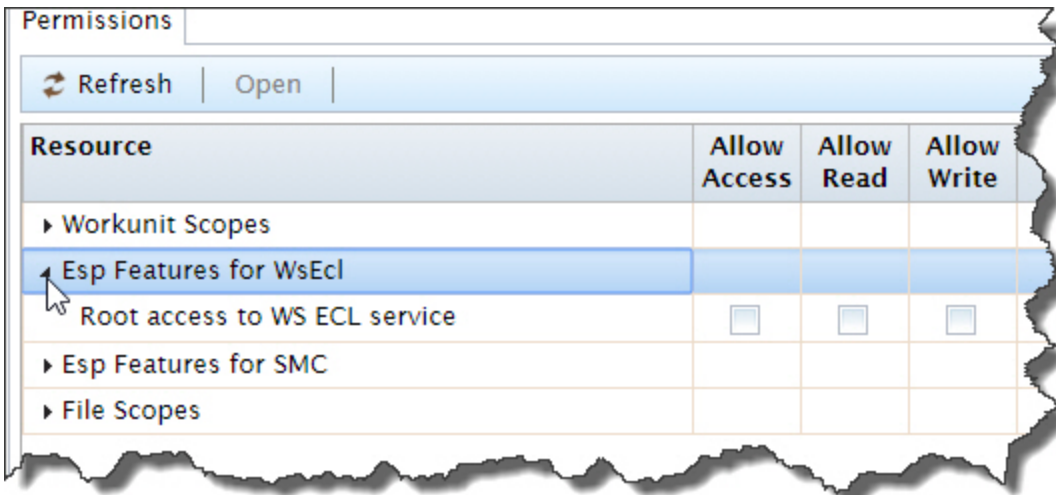 Permissions
Refresh Open
Resource Allow Access Allow Read Allow Write
Workunit Scopes
Esp Features for WsEcl
Root access to WS ECL service
Esp Features for SMC
File Scopes